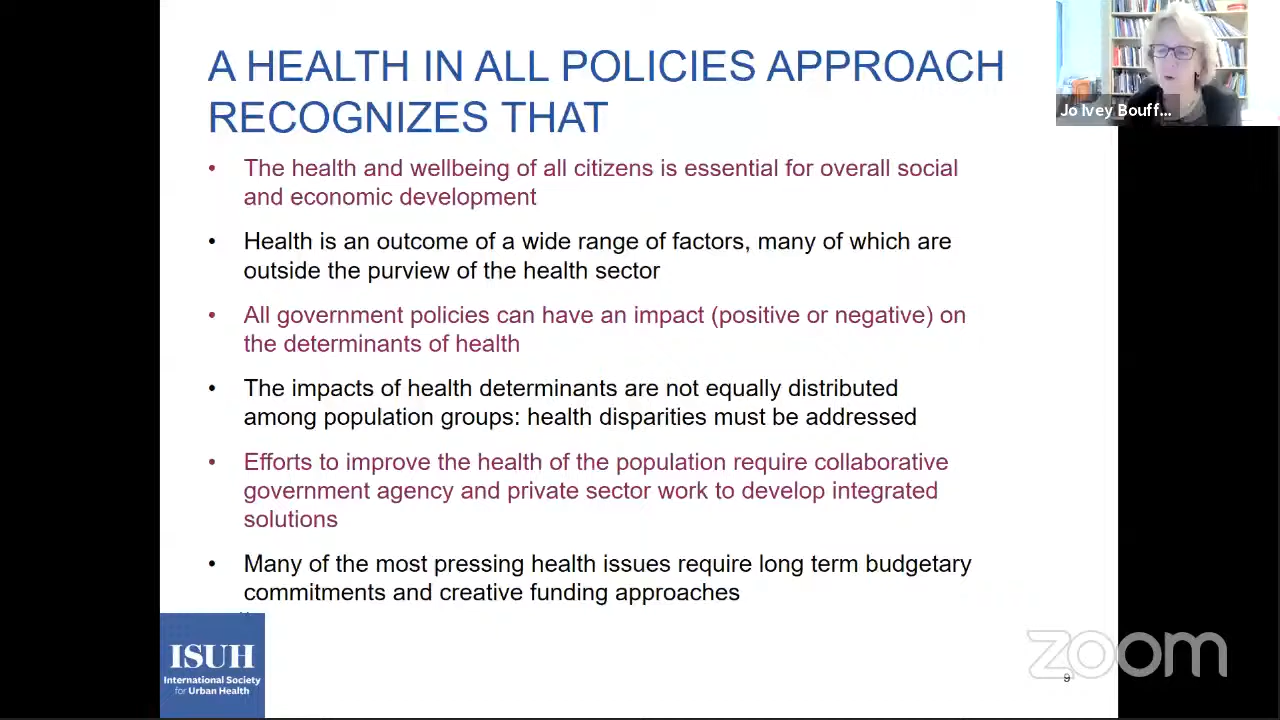 A HEALTH IN ALL POLICIES APPROACH
RECOGNIZES THAT
• The health and wellbeing of all citizens is essential for overall social
and economic development
• Health is an outcome of a wide range of factors, many of which are
outside the purview of the health sector
• All government policies can have an impact (positive or negative) on
the determinants of health
• The impacts of health determinants are not equally distributed
among population groups: health disparities must be addressed
• Efforts to improve the health of the population require collaborative
government agency and private sector work to develop integrated
solutions
• Many of the most pressing health issues require long term budgetary
commitments and creative funding approaches
Jo Ivey Bouff...
ISUH
International Society
for Urban Health
zoom
9